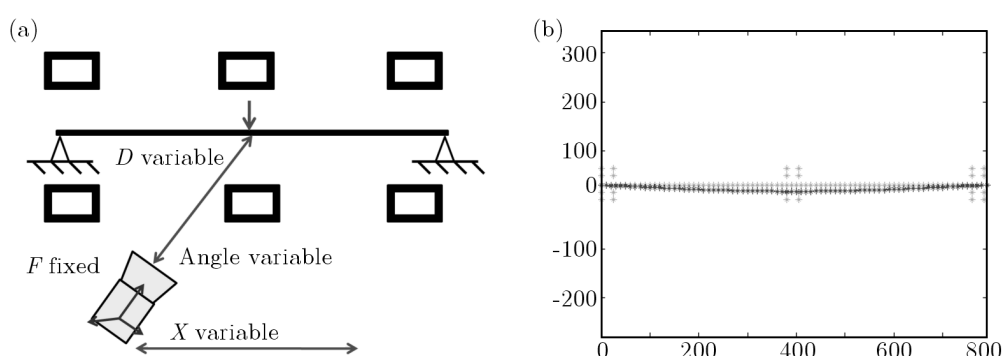 (a)
D variable
F fixed
Angle variable
X variable
(b)
300
200
100
0
-100
-200
0 200 400 600 800